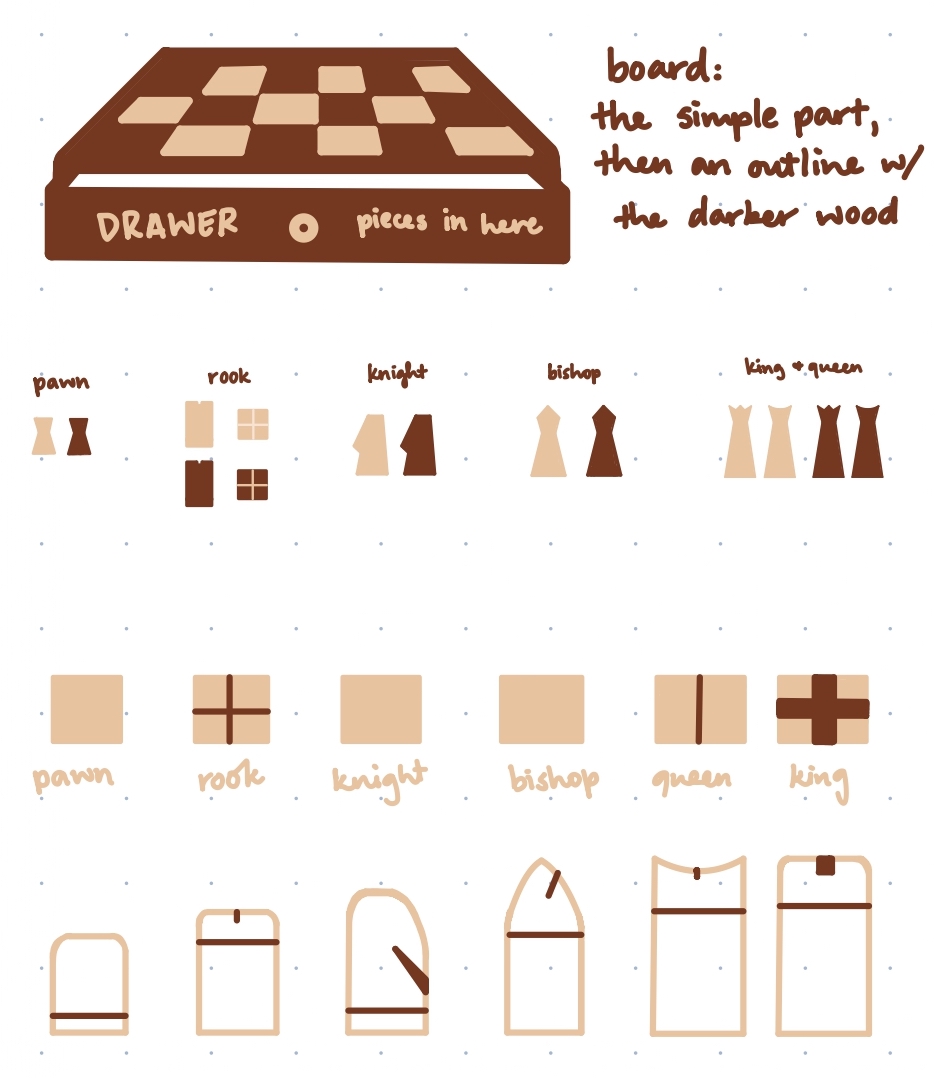 board:
the simple part,
then an outline w/
the darker wood
DRAWER pieces in here
pawn rook knight bishop king + queen
pawn rook knight bishop queen king